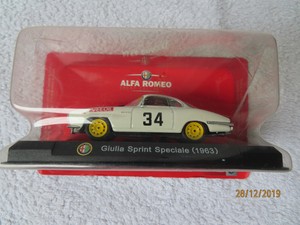 ALFA ROMEO
34
Giulia Sprint Speciale (1963)
28/12/2019